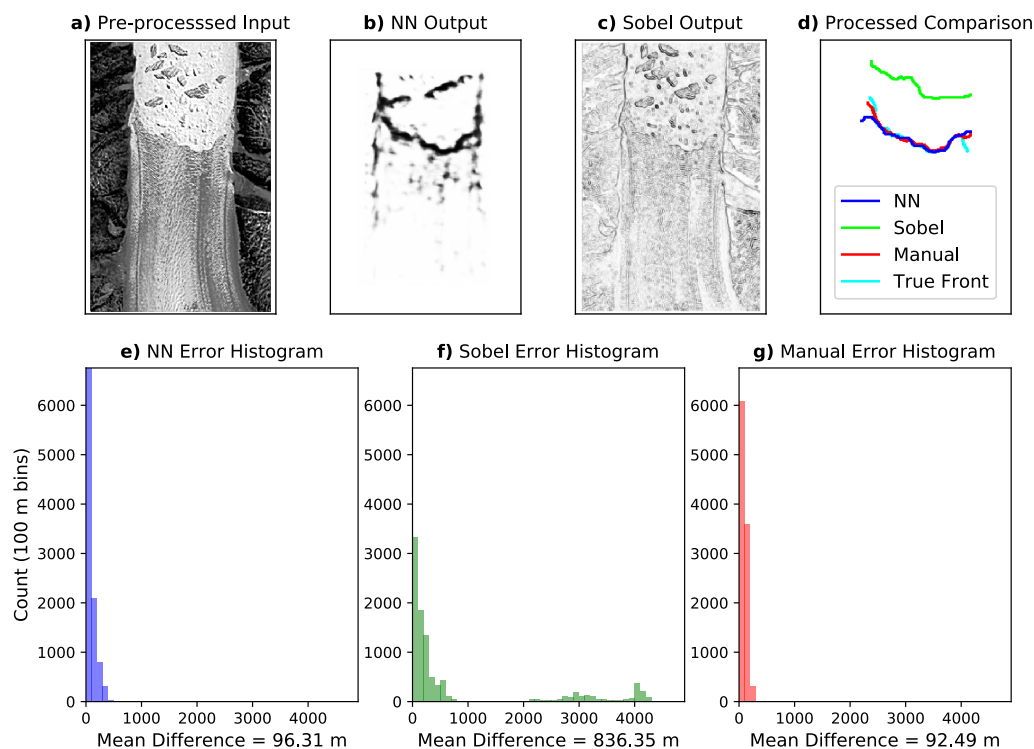 a) Pre-processsed Input
b) NN Output
c) Sobel Output
d) Processed Comparison
NN
Sobel
Manual
True Front
e) NN Error Histogram
f) Sobel Error Histogram
g) Manual Error Histogram
Count (100 m bins)
6000
5000
4000
3000
2000
1000
0
0 1000 2000 3000 4000
Mean Difference = 96.31 m
6000
5000
4000
3000
2000
1000
0
0 1000 2000 3000 4000
Mean Difference = 836.35 m
6000
5000
4000
3000
2000
1000
0
0 1000 2000 3000 4000
Mean Difference = 92.49 m